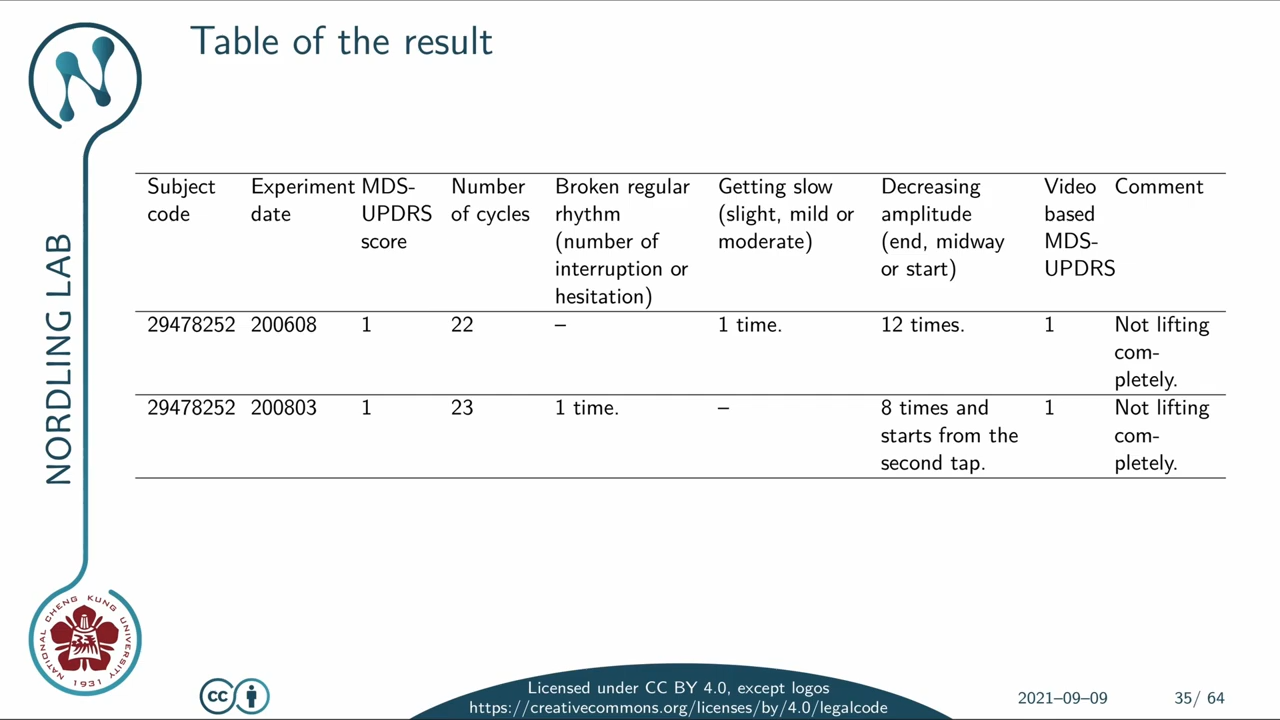 Table of the result
NORDLING LAB
Subject code | Experiment date | MDS-UPDRS score | Number of cycles | Broken regular rhythm (number of interruption or hesitation) | Getting slow (slight, mild or moderate) | Decreasing amplitude (end, midway or start) | Video based MDS-UPDRS | Comment
29478252 | 200608 | 1 | 22 | – | 1 time. | 12 times. | 1 | Not lifting com-pletely.
29478252 | 200803 | 1 | 23 | 1 time. | – | 8 times and starts from the second tap. | 1 | Not lifting com-pletely.
NATIONAL CHENG KUNG UNIVERSITY
1931
cc
Licensed under CC BY 4.0, except logos
https://creativecommons.org/licenses/by/4.0/legalcode
2021–09–09
35/ 64